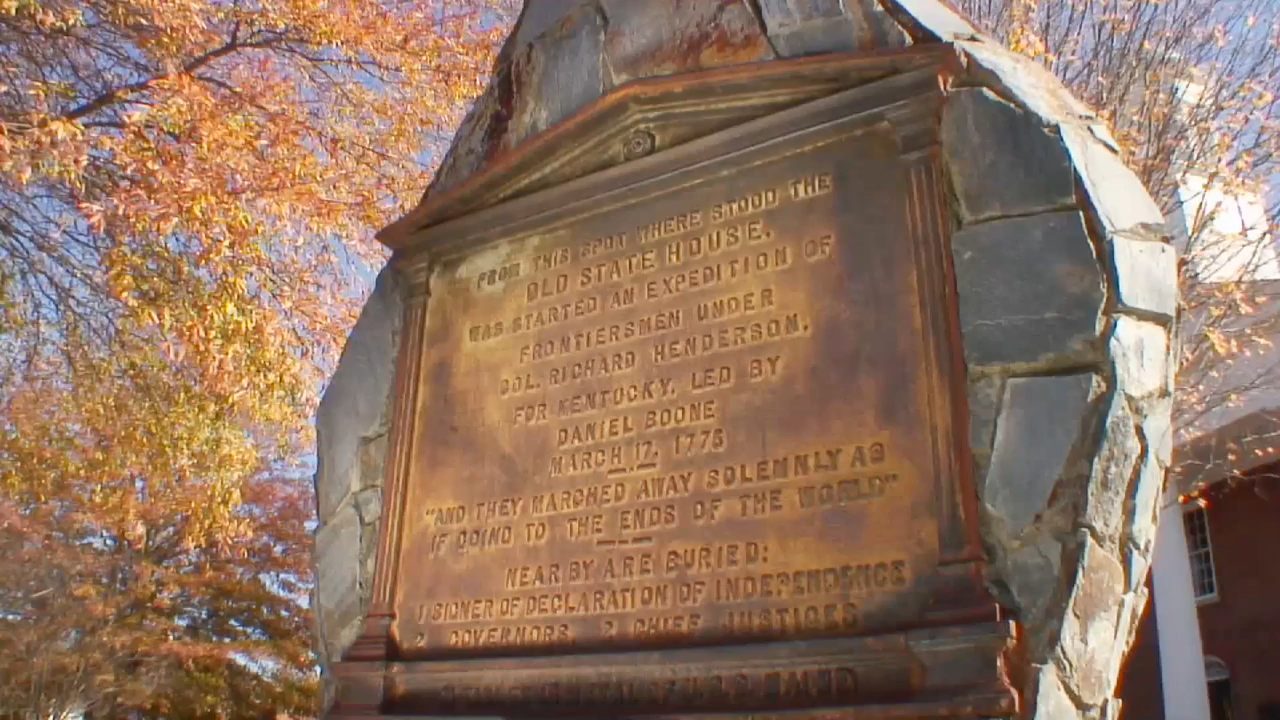 FROM THIS SPOT WHERE STOOD THE
OLD STATE HOUSE,
WAS STARTED AN EXPEDITION OF
FRONTIERSMEN UNDER
COL. RICHARD HENDERSON,
FOR KENTUCKY, LED BY
DANIEL BOONE
MARCH 17, 1775
"AND THEY MARCHED AWAY SOLEMNLY AS
IF GOING TO THE ENDS OF THE WORLD"
NEAR BY ARE BURIED:
1 SIGNER OF DECLARATION OF INDEPENDENCE
2 GOVERNORS, 2 CHIEF JUSTICES